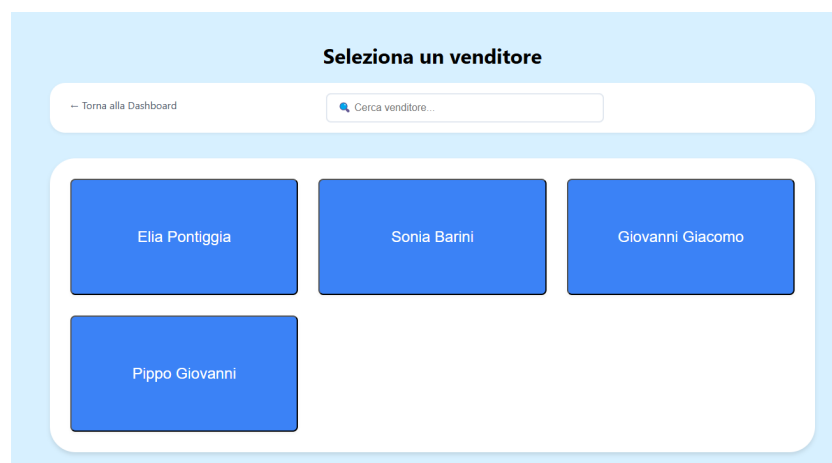 Seleziona un venditore
← Torna alla Dashboard
🔍 Cerca venditore...
Elia Pontiggia
Sonia Barini
Giovanni Giacomo
Pippo Giovanni